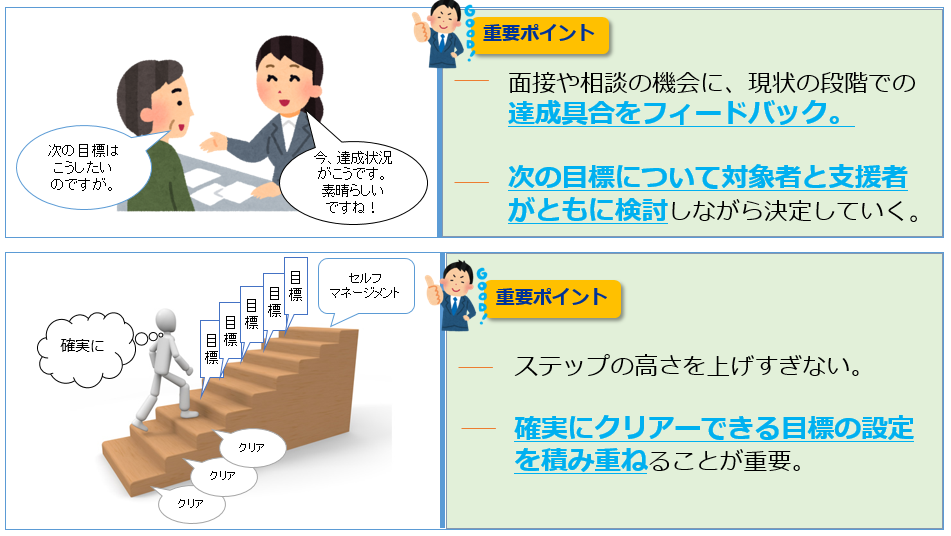 次の目標は
こうしたい
のですが。
今、達成状況
がこうです。
素晴らしい
ですね！
GOOD!
重要ポイント
面接や相談の機会に、現状の段階での
達成具合をフィードバック。
次の目標について対象者と支援者
がともに検討しながら決定していく。
確実に
目標
目標
目標
目標
目標
セルフ
マネージメント
クリア
クリア
クリア
GOOD!
重要ポイント
ステップの高さを上げすぎない。
確実にクリアーできる目標の設定
を積み重ねることが重要。